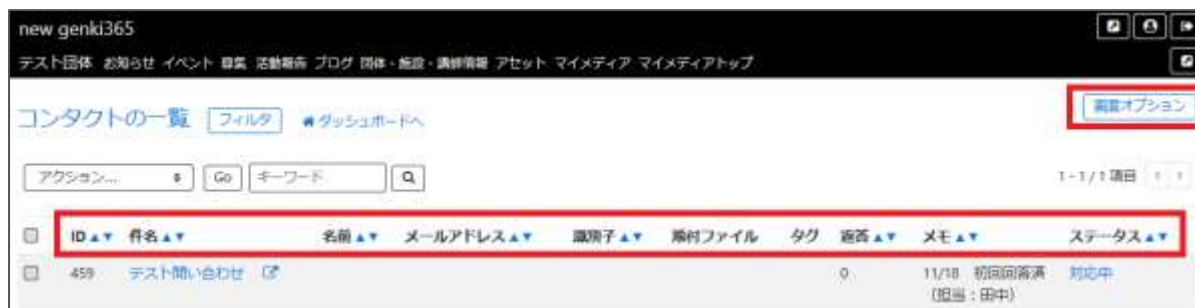 new genki365
テスト団体 お知らせ イベント 募集 活動報告 ブログ 団体・施設・講師情報 アセット マイメディア マイメディアトップ
コンタクトの一覧 フィルタ ダッシュボードへ 画面オプション
アクション... Go キーワード 1 - 1 / 1 項目
ID 件名 名前 メールアドレス 識別子 添付ファイル タグ 返答 メモ ステータス
459 テスト問い合わせ 0 11/18 初回回答済 対応中
（担当：田中）